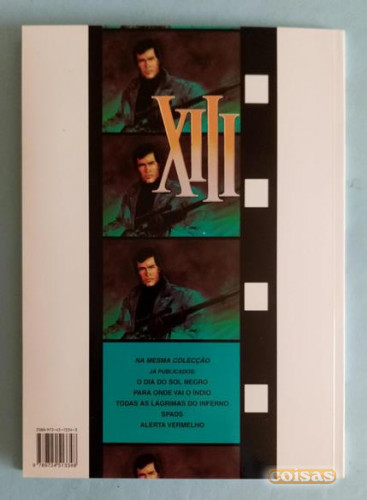 XIII
NA MESMA COLECÇÃO
JÁ PUBLICADOS:
O DIA DO SOL NEGRO
PARA ONDE VAI O ÍNDIO
TODAS AS LÁGRIMAS DO INFERNO
SPADS
ALERTA VERMELHO
coisas